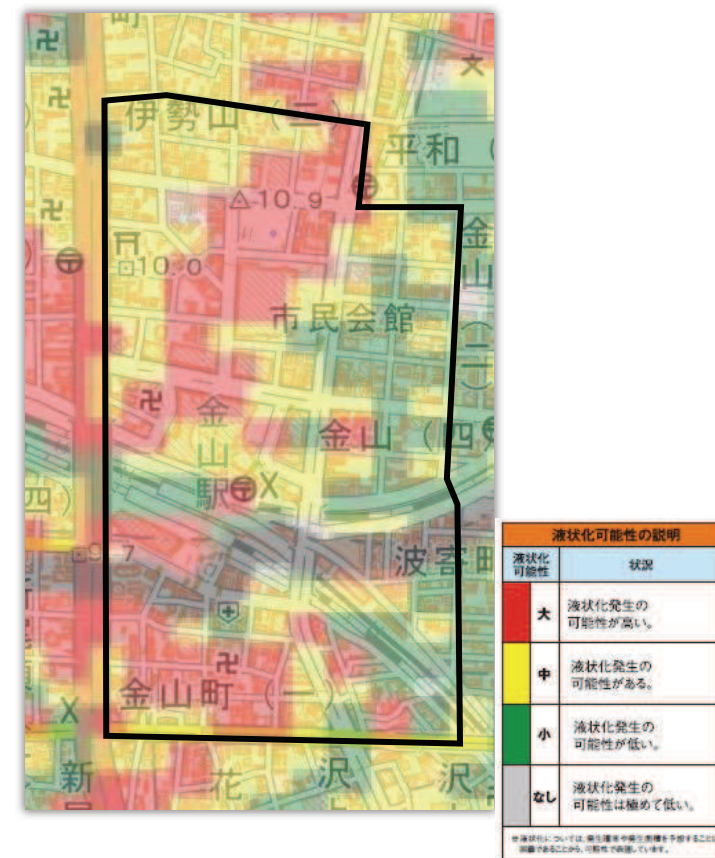 町
伊勢山（二）
平和（
10.9
10.0
金山（二）
市民会館
金山（四
金山駅
四）
9.7
波寄町
金山町（一）
新
花
沢
沢
液状化可能性の説明
液状化可能性
状況
大
液状化発生の
可能性が高い。
中
液状化発生の
可能性がある。
小
液状化発生の
可能性が低い。
なし
液状化発生の
可能性は極めて低い。